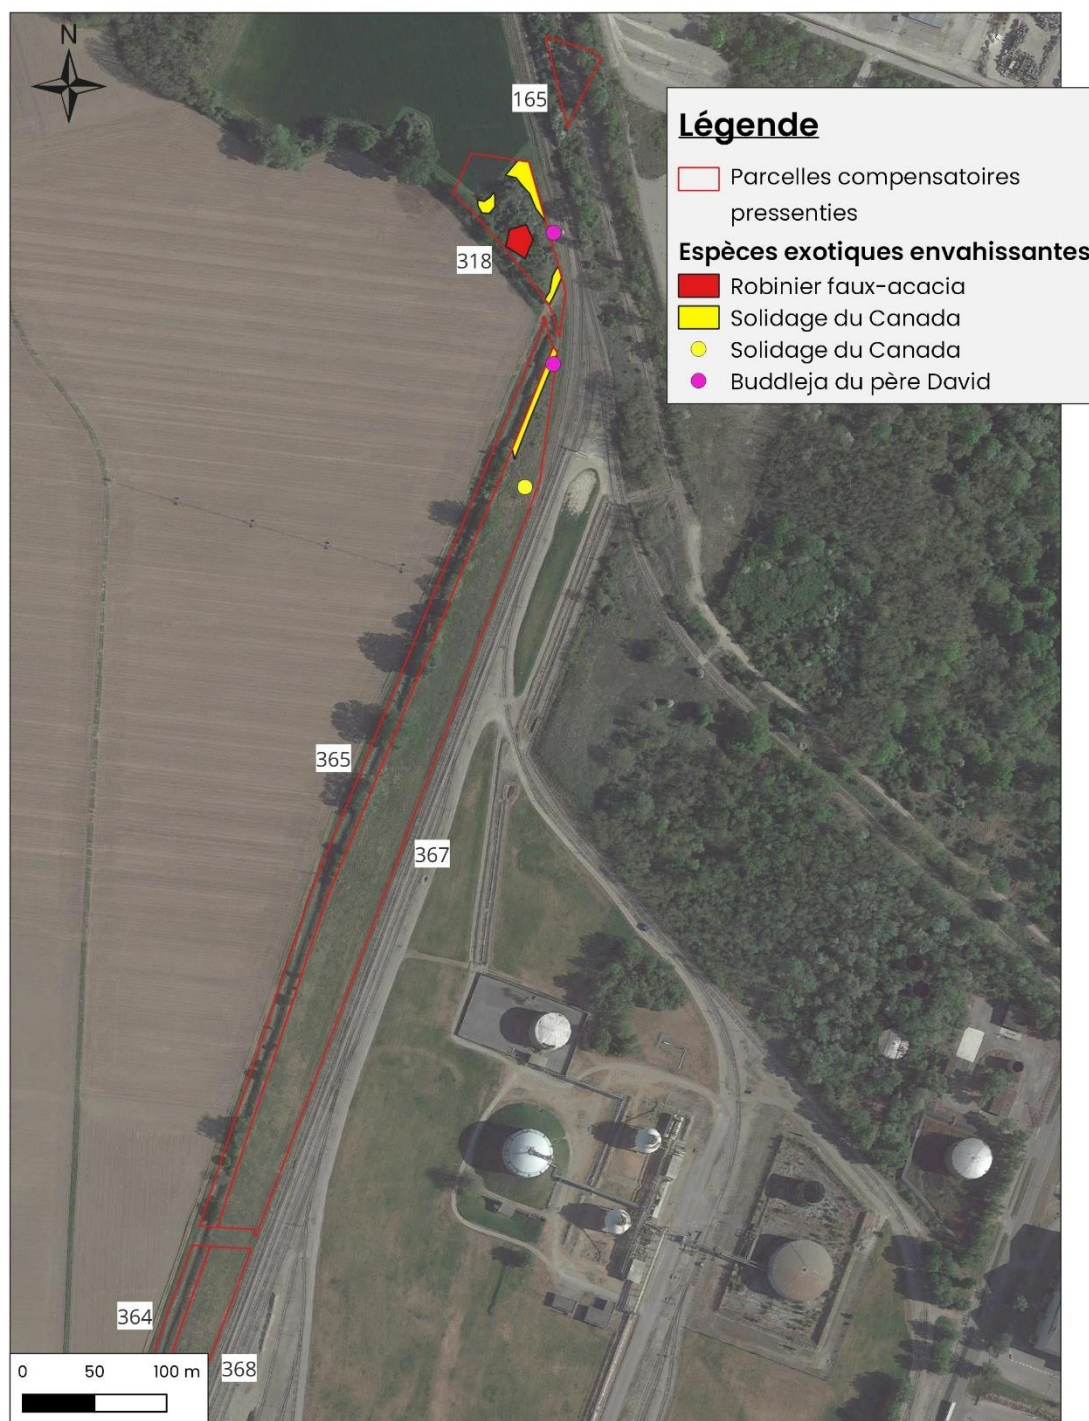 N
165
Légende
Parcelles compensatoires
pressenties
Espèces exotiques envahissantes
Robinier faux-acacia
Solidage du Canada
Solidage du Canada
Buddleja du père David
318
365
367
364
368
0 50 100 m